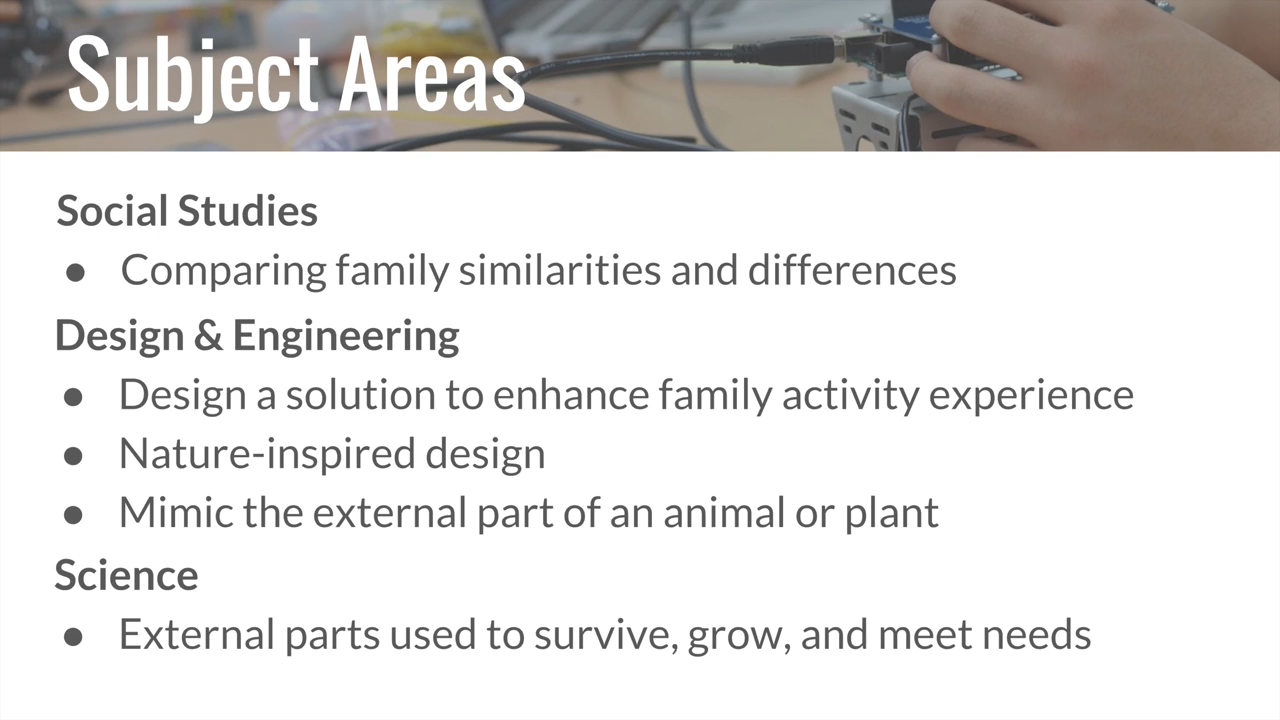 Subject Areas
Social Studies
● Comparing family similarities and differences
Design & Engineering
● Design a solution to enhance family activity experience
● Nature-inspired design
● Mimic the external part of an animal or plant
Science
● External parts used to survive, grow, and meet needs